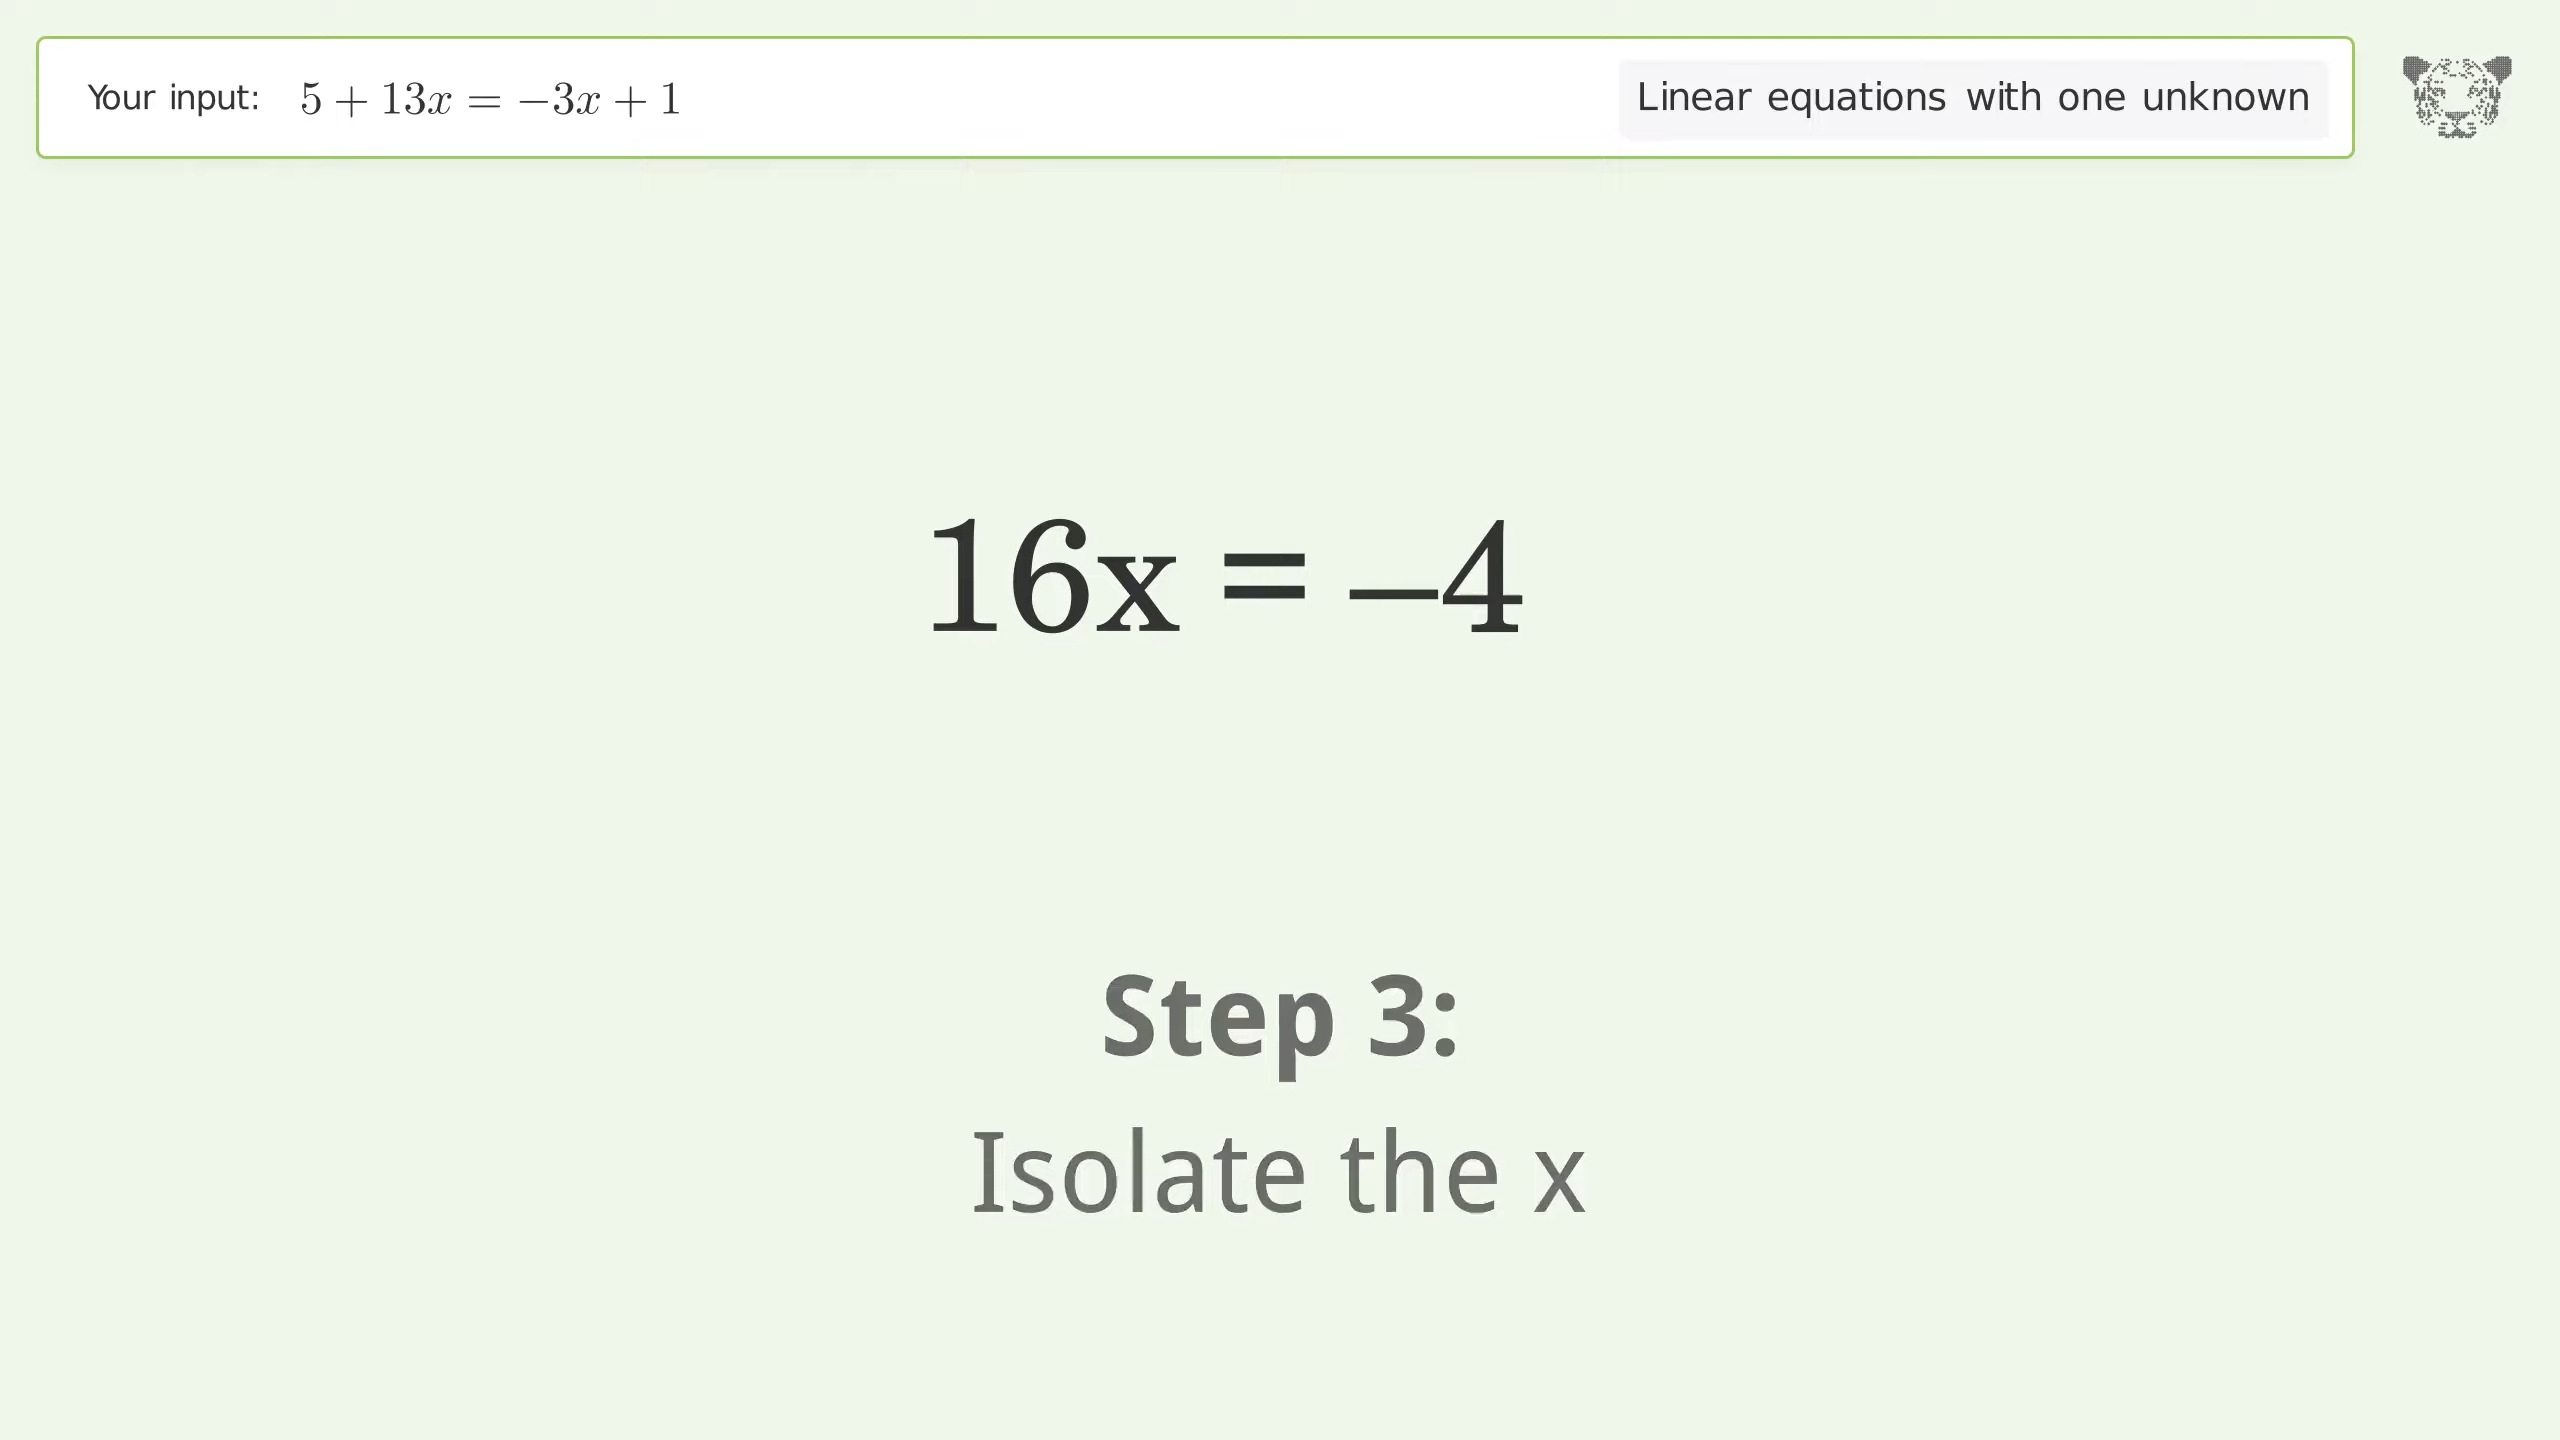 Your input: 5 + 13x = −3x + 1
Linear equations with one unknown
16x = −4
Step 3:
Isolate the x